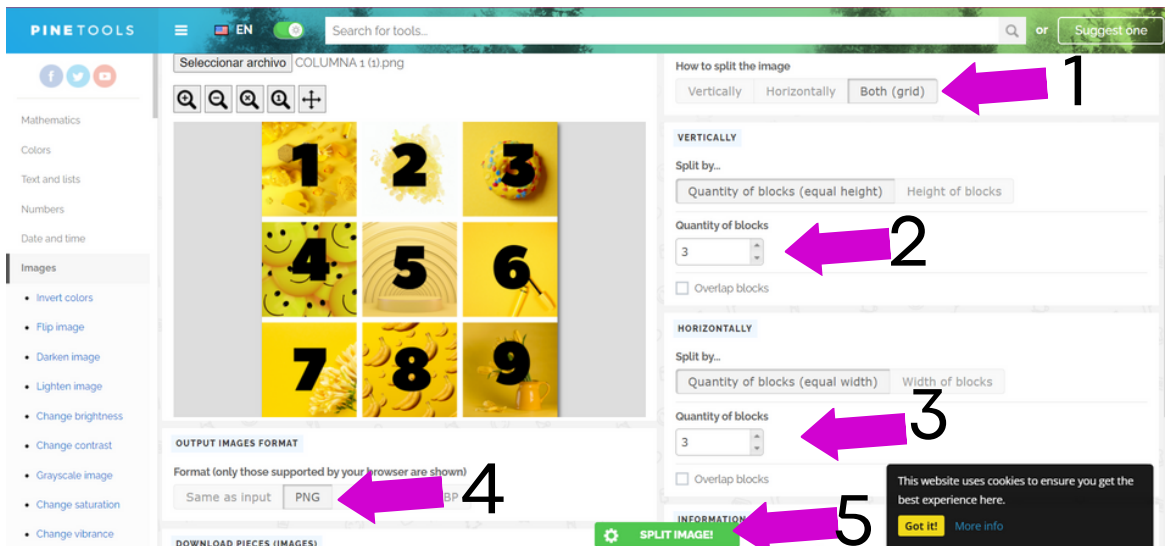 PINETOOLS
EN
Search for tools...
or
Suggest one
Mathematics
Colors
Text and lists
Numbers
Date and time
Images
Invert colors
Flip image
Darken image
Lighten image
Change brightness
Change contrast
Grayscale image
Change saturation
Change vibrance
Seleccionar archivo COLUMNA 1 (1).png
1 2 3
4 5 6
7 8 9
OUTPUT IMAGES FORMAT
Format (only those supported by your browser are shown)
Same as input PNG BP
4
DOWNLOAD PIECES (IMAGES)
How to split the image
Vertically Horizontally Both (grid)
1
VERTICALLY
Split by...
Quantity of blocks (equal height) Height of blocks
Quantity of blocks
3
2
Overlap blocks
HORIZONTALLY
Split by...
Quantity of blocks (equal width) Width of blocks
Quantity of blocks
3
3
Overlap blocks
INFORMATION
SPLIT IMAGE!
5
This website uses cookies to ensure you get the
best experience here.
Got it! More info